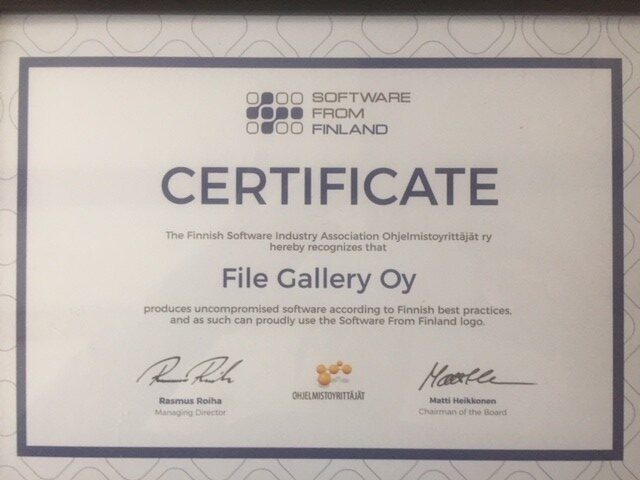 SOFTWARE
FROM
FINLAND
CERTIFICATE
The Finnish Software Industry Association Ohjelmistoyrittäjät ry
hereby recognizes that
File Gallery Oy
produces uncompromised software according to Finnish best practices,
and as such can proudly use the Software From Finland logo.
Rasmus Roiha
Managing Director
OHJELMISTOYRITTÄJÄT
Matti Heikkonen
Chairman of the Board